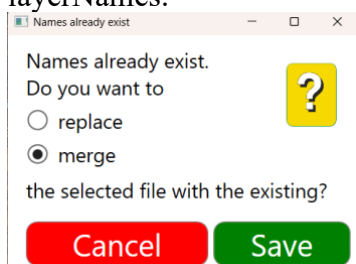 layerNames.
Names already exist
Names already exist.
Do you want to
replace
merge
the selected file with the existing?
Cancel
Save